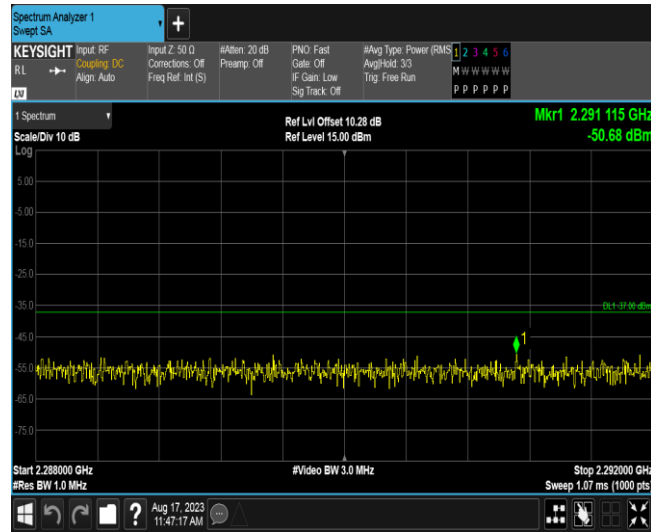 Spectrum Analyzer 1
Swept SA
KEYSIGHT Input: RF Input Z: 50 Ω #Atten: 20 dB PNO: Fast #Avg Type: Power (RMS 1 2 3 4 5 6
RL Coupling: DC Corrections: Off Preamp: Off Gate: Off Avg|Hold: 3/3 M W W W W W
Align: Auto Freq Ref: Int (S) IF Gain: Low Trig: Free Run
LXI Sig Track: Off P P P P P P
1 Spectrum Ref Lvl Offset 10.28 dB Mkr1 2.291 115 GHz
Scale/Div 10 dB Ref Level 15.00 dBm -50.68 dBm
Log
5.00
-5.00
-15.0
-25.0
-35.0 DL1 -37.00 dBm
-45.0 1
-55.0
-65.0
-75.0
Start 2.288000 GHz #Video BW 3.0 MHz Stop 2.292000 GHz
#Res BW 1.0 MHz Sweep 1.07 ms (1000 pts)
? Aug 17, 2023
11:47:17 AM